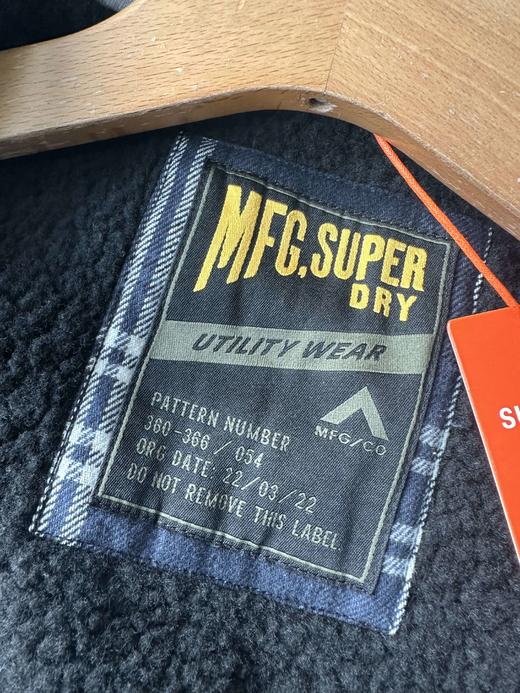 MFG. SUPER
DRY
UTILITY WEAR
MFG/CO
PATTERN NUMBER
360-366 / 054
ORG DATE: 22/03/22
DO NOT REMOVE THIS LABEL